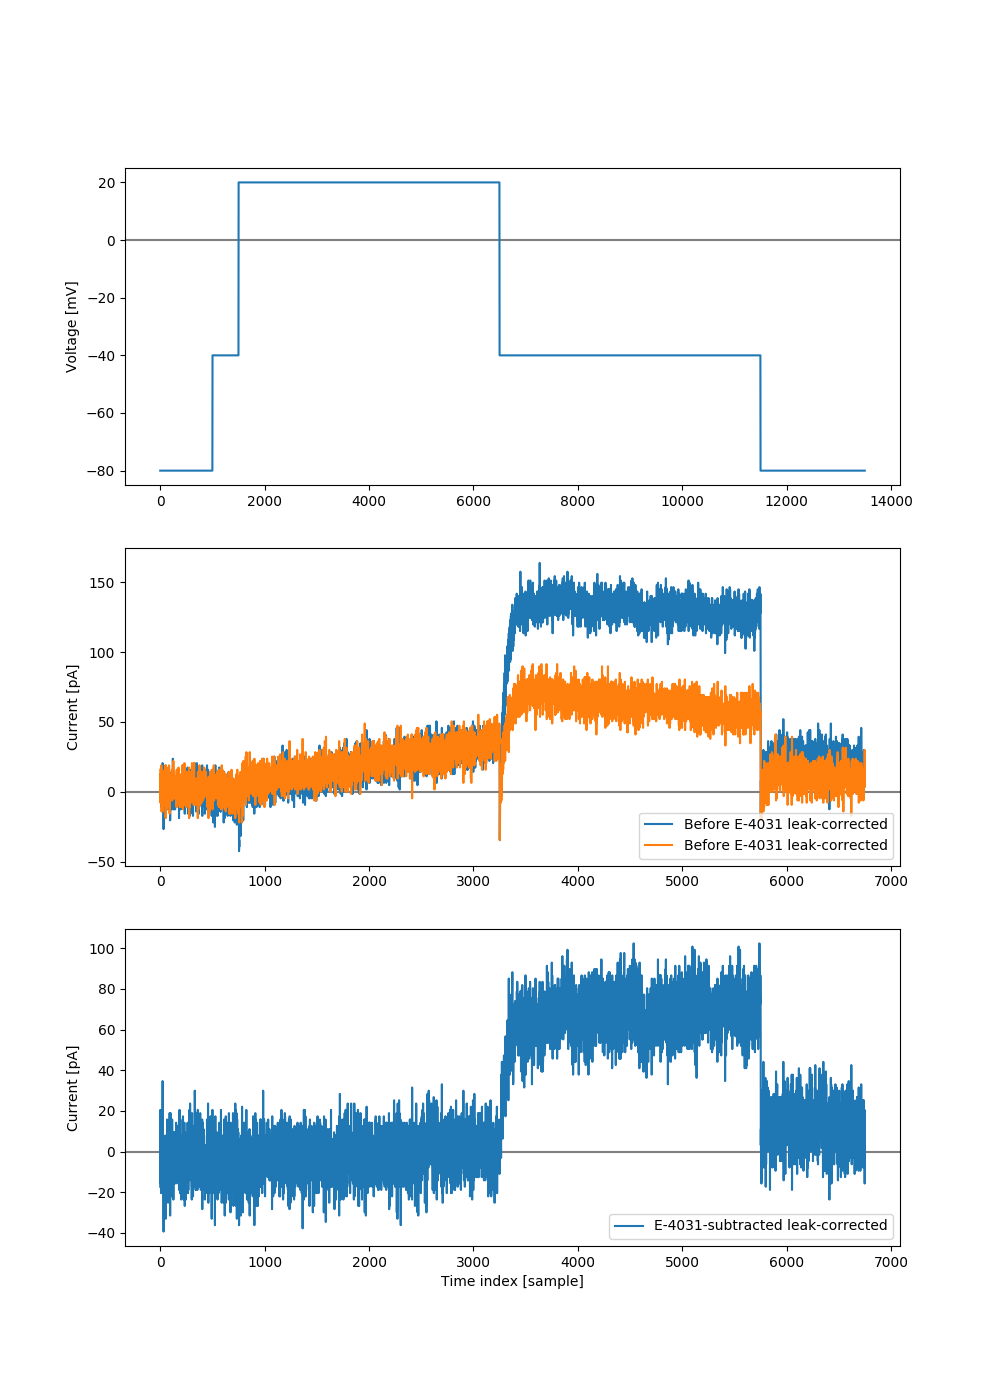 Voltage [mV]
20
0
−20
−40
−60
−80
0 2000 4000 6000 8000 10000 12000 14000
Current [pA]
150
100
50
0
−50
Before E-4031 leak-corrected
Before E-4031 leak-corrected
0 1000 2000 3000 4000 5000 6000 7000
Current [pA]
100
80
60
40
20
0
−20
−40
E-4031-subtracted leak-corrected
0 1000 2000 3000 4000 5000 6000 7000
Time index [sample]